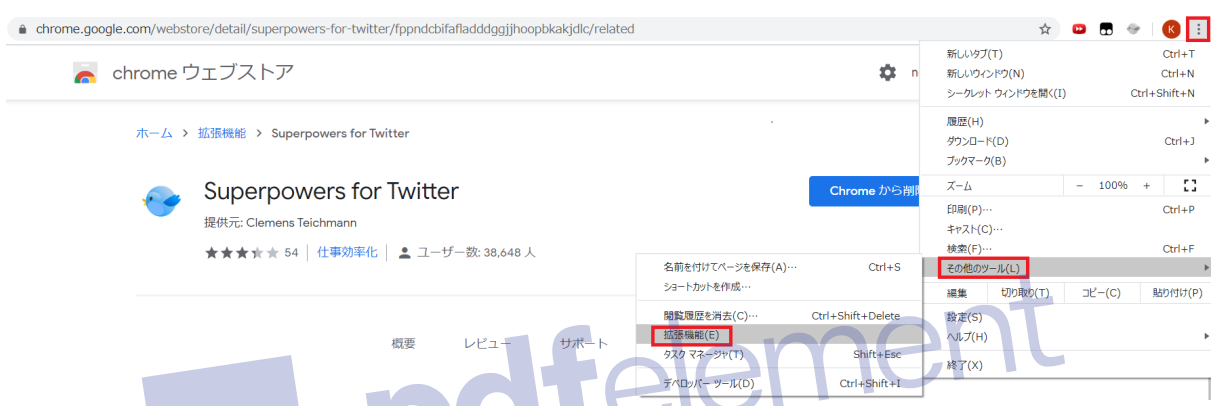 chrome.google.com/webstore/detail/superpowers-for-twitter/fppndcbifafladddggjjhoopbkakjdlc/related
K
chrome ウェブストア
n
ホーム > 拡張機能 > Superpowers for Twitter
Superpowers for Twitter
Chrome から削
提供元: Clemens Teichmann
54 仕事効率化 ユーザー数: 38,648 人
概要 レビュー サポート
新しいタブ(T) Ctrl+T
新しいウィンドウ(N) Ctrl+N
シークレット ウィンドウを開く(I) Ctrl+Shift+N
履歴(H)
ダウンロード(D) Ctrl+J
ブックマーク(B)
ズーム - 100% +
印刷(P)... Ctrl+P
キャスト(C)...
検索(F)... Ctrl+F
その他のツール(L)
編集 切り取り(T) コピー(C) 貼り付け(P)
設定(S)
ヘルプ(H)
終了(X)
名前を付けてページを保存(A)... Ctrl+S
ショートカットを作成...
閲覧履歴を消去(C)... Ctrl+Shift+Delete
拡張機能(E)
タスク マネージャ(T) Shift+Esc
デベロッパー ツール(D) Ctrl+Shift+I
pdfelement